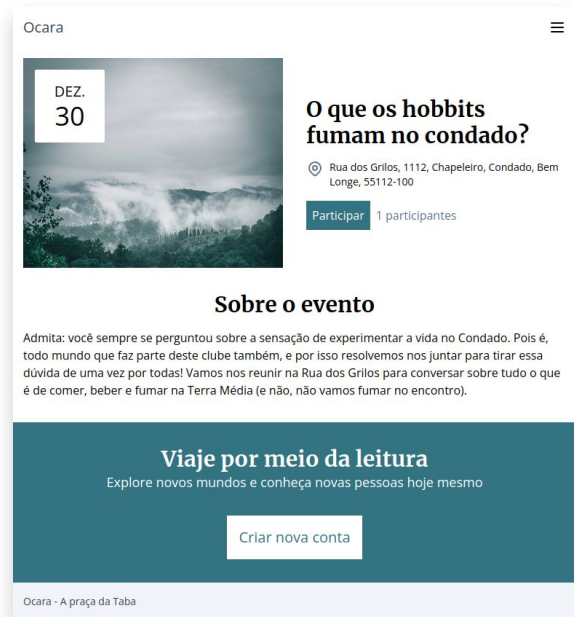 Ocara
DEZ.
30
O que os hobbits
fumam no condado?
Rua dos Grilos, 1112, Chapeleiro, Condado, Bem
Longe, 55112-100
Participar 1 participantes
Sobre o evento
Admita: você sempre se perguntou sobre a sensação de experimentar a vida no Condado. Pois é,
todo mundo que faz parte deste clube também, e por isso resolvemos nos juntar para tirar essa
dúvida de uma vez por todas! Vamos nos reunir na Rua dos Grilos para conversar sobre tudo o que
é de comer, beber e fumar na Terra Média (e não, não vamos fumar no encontro).
Viaje por meio da leitura
Explore novos mundos e conheça novas pessoas hoje mesmo
Criar nova conta
Ocara - A praça da Taba